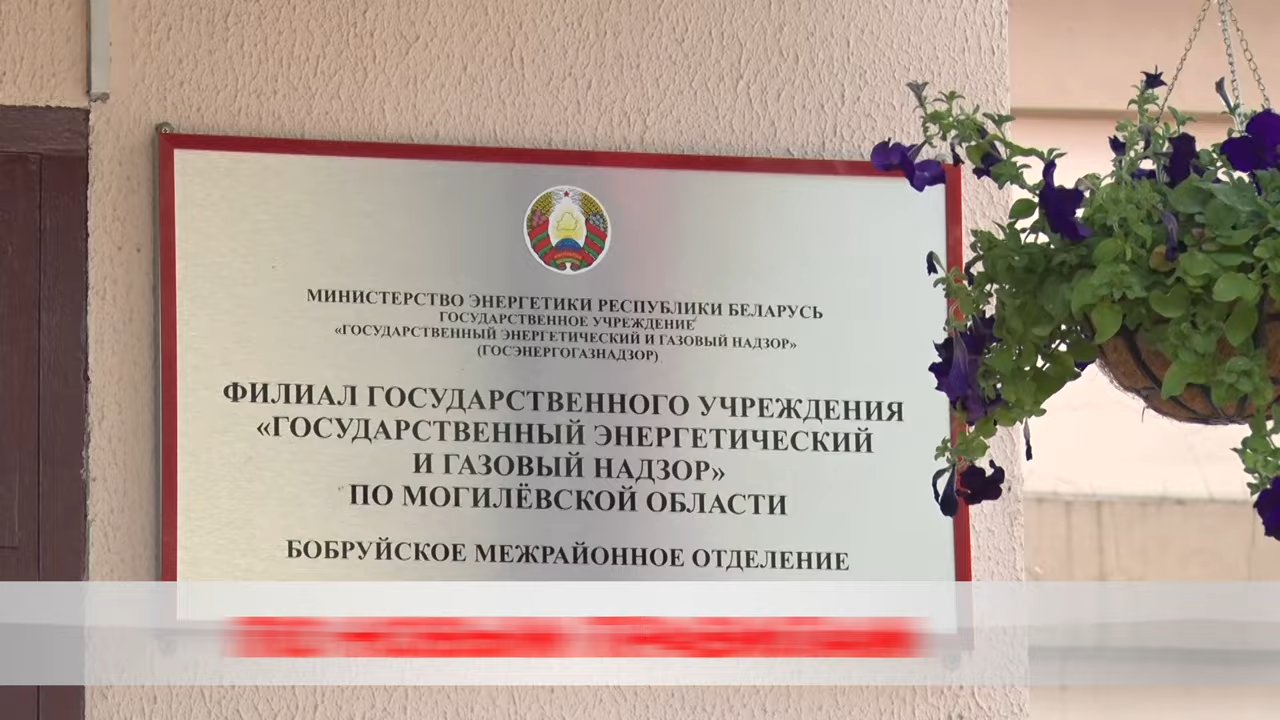 МИНИСТЕРСТВО ЭНЕРГЕТИКИ РЕСПУБЛИКИ БЕЛАРУСЬ
ГОСУДАРСТВЕННОЕ УЧРЕЖДЕНИЕ
«ГОСУДАРСТВЕННЫЙ ЭНЕРГЕТИЧЕСКИЙ И ГАЗОВЫЙ НАДЗОР»
(ГОСЭНЕРГОГАЗНАДЗОР)
ФИЛИАЛ ГОСУДАРСТВЕННОГО УЧРЕЖДЕНИЯ
«ГОСУДАРСТВЕННЫЙ ЭНЕРГЕТИЧЕСКИЙ
И ГАЗОВЫЙ НАДЗОР»
ПО МОГИЛЁВСКОЙ ОБЛАСТИ
БОБРУЙСКОЕ МЕЖРАЙОННОЕ ОТДЕЛЕНИЕ